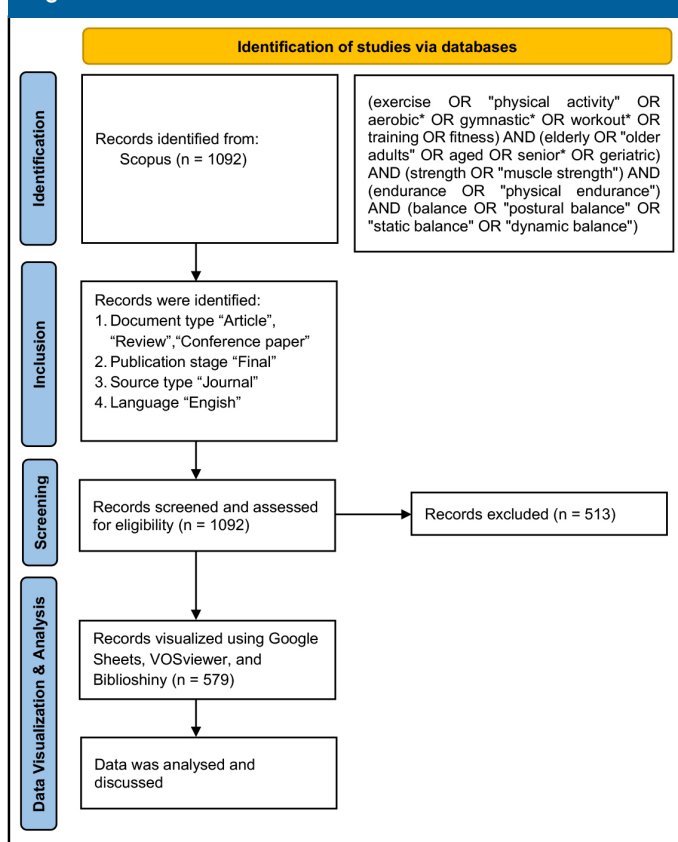 Identification of studies via databases
Identification
Records identified from:
Scopus (n = 1092)
(exercise OR "physical activity" OR
aerobic* OR gymnastic* OR workout* OR
training OR fitness) AND (elderly OR "older
adults" OR aged OR senior* OR geriatric)
AND (strength OR "muscle strength") AND
(endurance OR "physical endurance")
AND (balance OR "postural balance" OR
"static balance" OR "dynamic balance")
Inclusion
Records were identified:
1. Document type “Article”,
“Review”,“Conference paper”
2. Publication stage “Final”
3. Source type “Journal”
4. Language “Engish”
Screening
Records screened and assessed
for eligibility (n = 1092)
Records excluded (n = 513)
Data Visualization & Analysis
Records visualized using Google
Sheets, VOSviewer, and
Biblioshiny (n = 579)
Data was analysed and
discussed